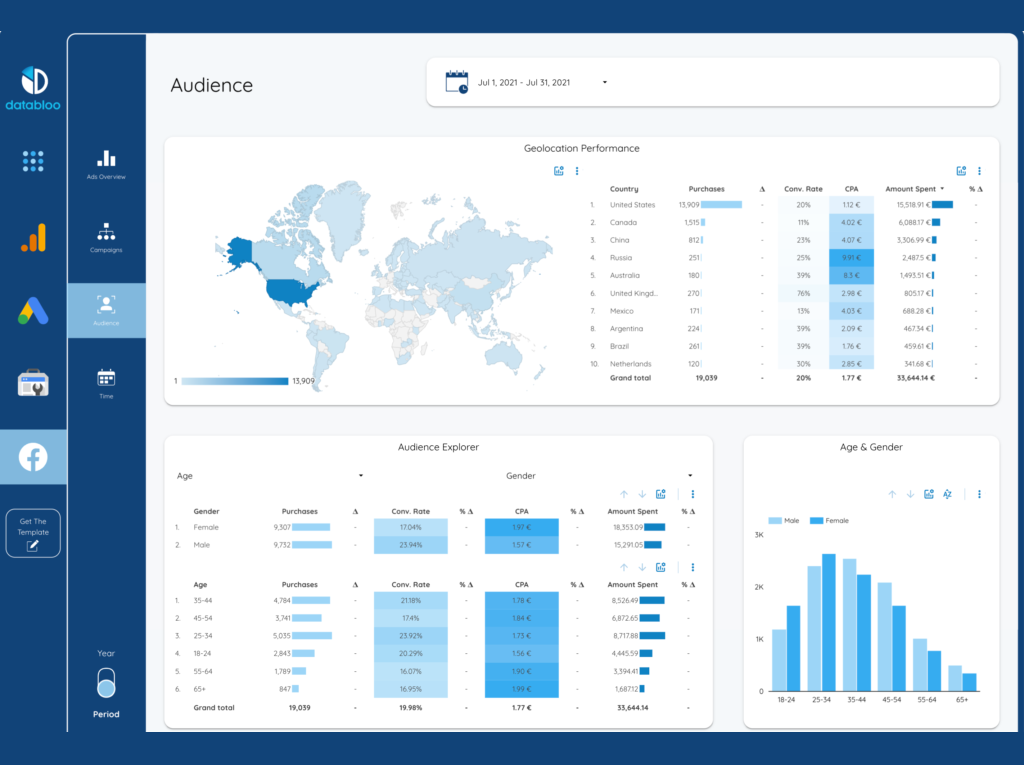 databloo
Get The
Template
Ads Overview
Campaigns
Audience
Time
Year
Period
Audience
Jul 1, 2021 - Jul 31, 2021
Geolocation Performance
1 13,909
Country Purchases Δ Conv. Rate CPA Amount Spent % Δ
1. United States 13,909 - 20% 1.12 € 15,518.91 € -
2. Canada 1,515 - 11% 4.02 € 6,088.17 € -
3. China 812 - 23% 4.07 € 3,306.99 € -
4. Russia 251 - 25% 9.91 € 2,487.5 € -
5. Australia 180 - 39% 8.3 € 1,493.51 € -
6. United Kingd... 270 - 76% 2.98 € 805.17 € -
7. Mexico 171 - 13% 4.03 € 688.28 € -
8. Argentina 224 - 39% 2.09 € 467.34 € -
9. Brazil 261 - 39% 1.76 € 459.61 € -
10. Netherlands 120 - 30% 2.85 € 341.68 € -
Grand total 19,039 - 20% 1.77 € 33,644.14 € -
Audience Explorer
Age Gender
Gender Purchases Δ Conv. Rate % Δ CPA % Δ Amount Spent % Δ
1. Female 9,307 - 17.04% - 1.97 € - 18,353.09 -
2. Male 9,732 - 23.94% - 1.57 € - 15,291.05 -
Age Purchases Δ Conv. Rate % Δ CPA % Δ Amount Spent % Δ
1. 35-44 4,784 - 21.18% - 1.78 € - 8,526.49 -
2. 45-54 3,741 - 17.4% - 1.84 € - 6,872.65 -
3. 25-34 5,035 - 23.92% - 1.73 € - 8,717.88 -
4. 18-24 2,843 - 20.29% - 1.56 € - 4,445.59 -
5. 55-64 1,789 - 16.07% - 1.90 € - 3,394.41 -
6. 65+ 847 - 16.95% - 1.99 € - 1,687.12 -
Grand total 19,039 - 19.98% - 1.77 € - 33,644.14 -
Age & Gender
AZ
Male Female
3K
2K
1K
0
18-24 25-34 35-44 45-54 55-64 65+